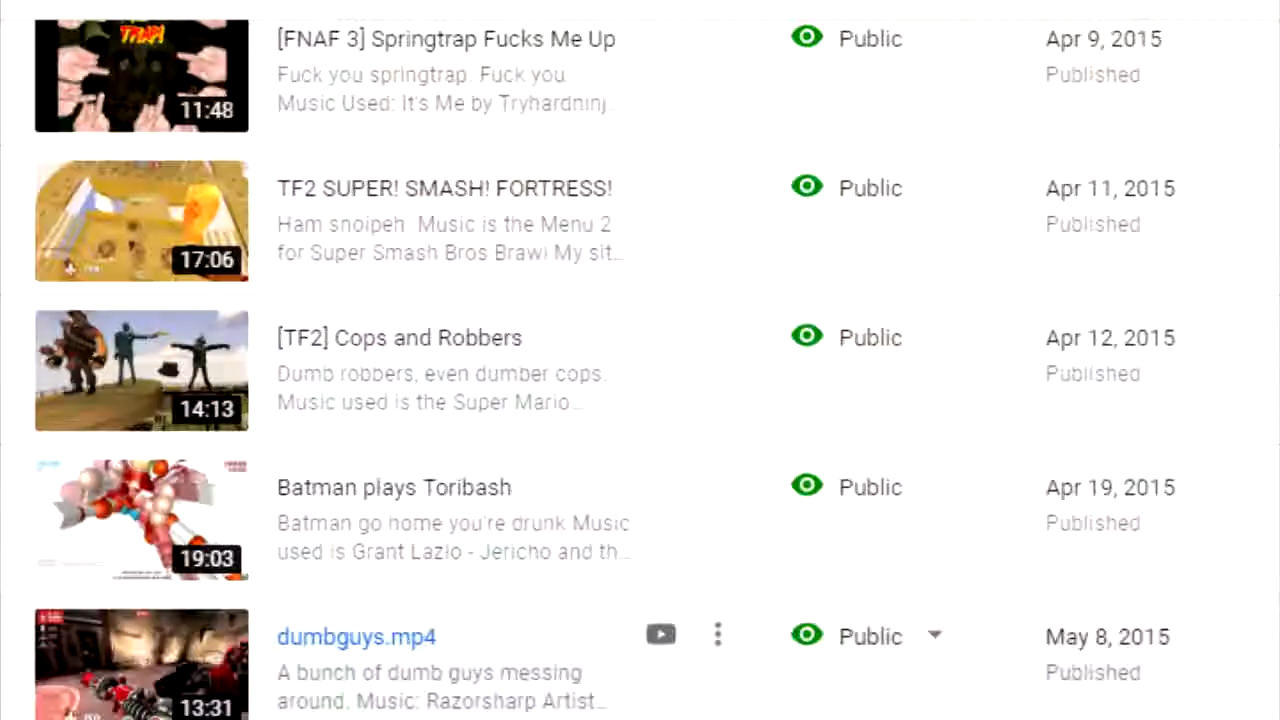 TRAP!
[FNAF 3] Springtrap Fucks Me Up
Public
Apr 9, 2015
Fuck you springtrap. Fuck you.
Published
Music Used: It's Me by Tryhardninj
11:48
TF2 SUPER! SMASH! FORTRESS!
Public
Apr 11, 2015
Ham snoipeh Music is the Menu 2
Published
for Super Smash Bros Brawl My sit...
17:06
[TF2] Cops and Robbers
Public
Apr 12, 2015
Dumb robbers, even dumber cops.
Published
Music used is the Super Mario...
14:13
Batman plays Toribash
Public
Apr 19, 2015
Batman go home you're drunk Music
Published
used is Grant Lazlo - Jericho and th...
19:03
dumbguys.mp4
Public
May 8, 2015
A bunch of dumb guys messing
Published
around. Music: Razorsharp Artist...
13:31